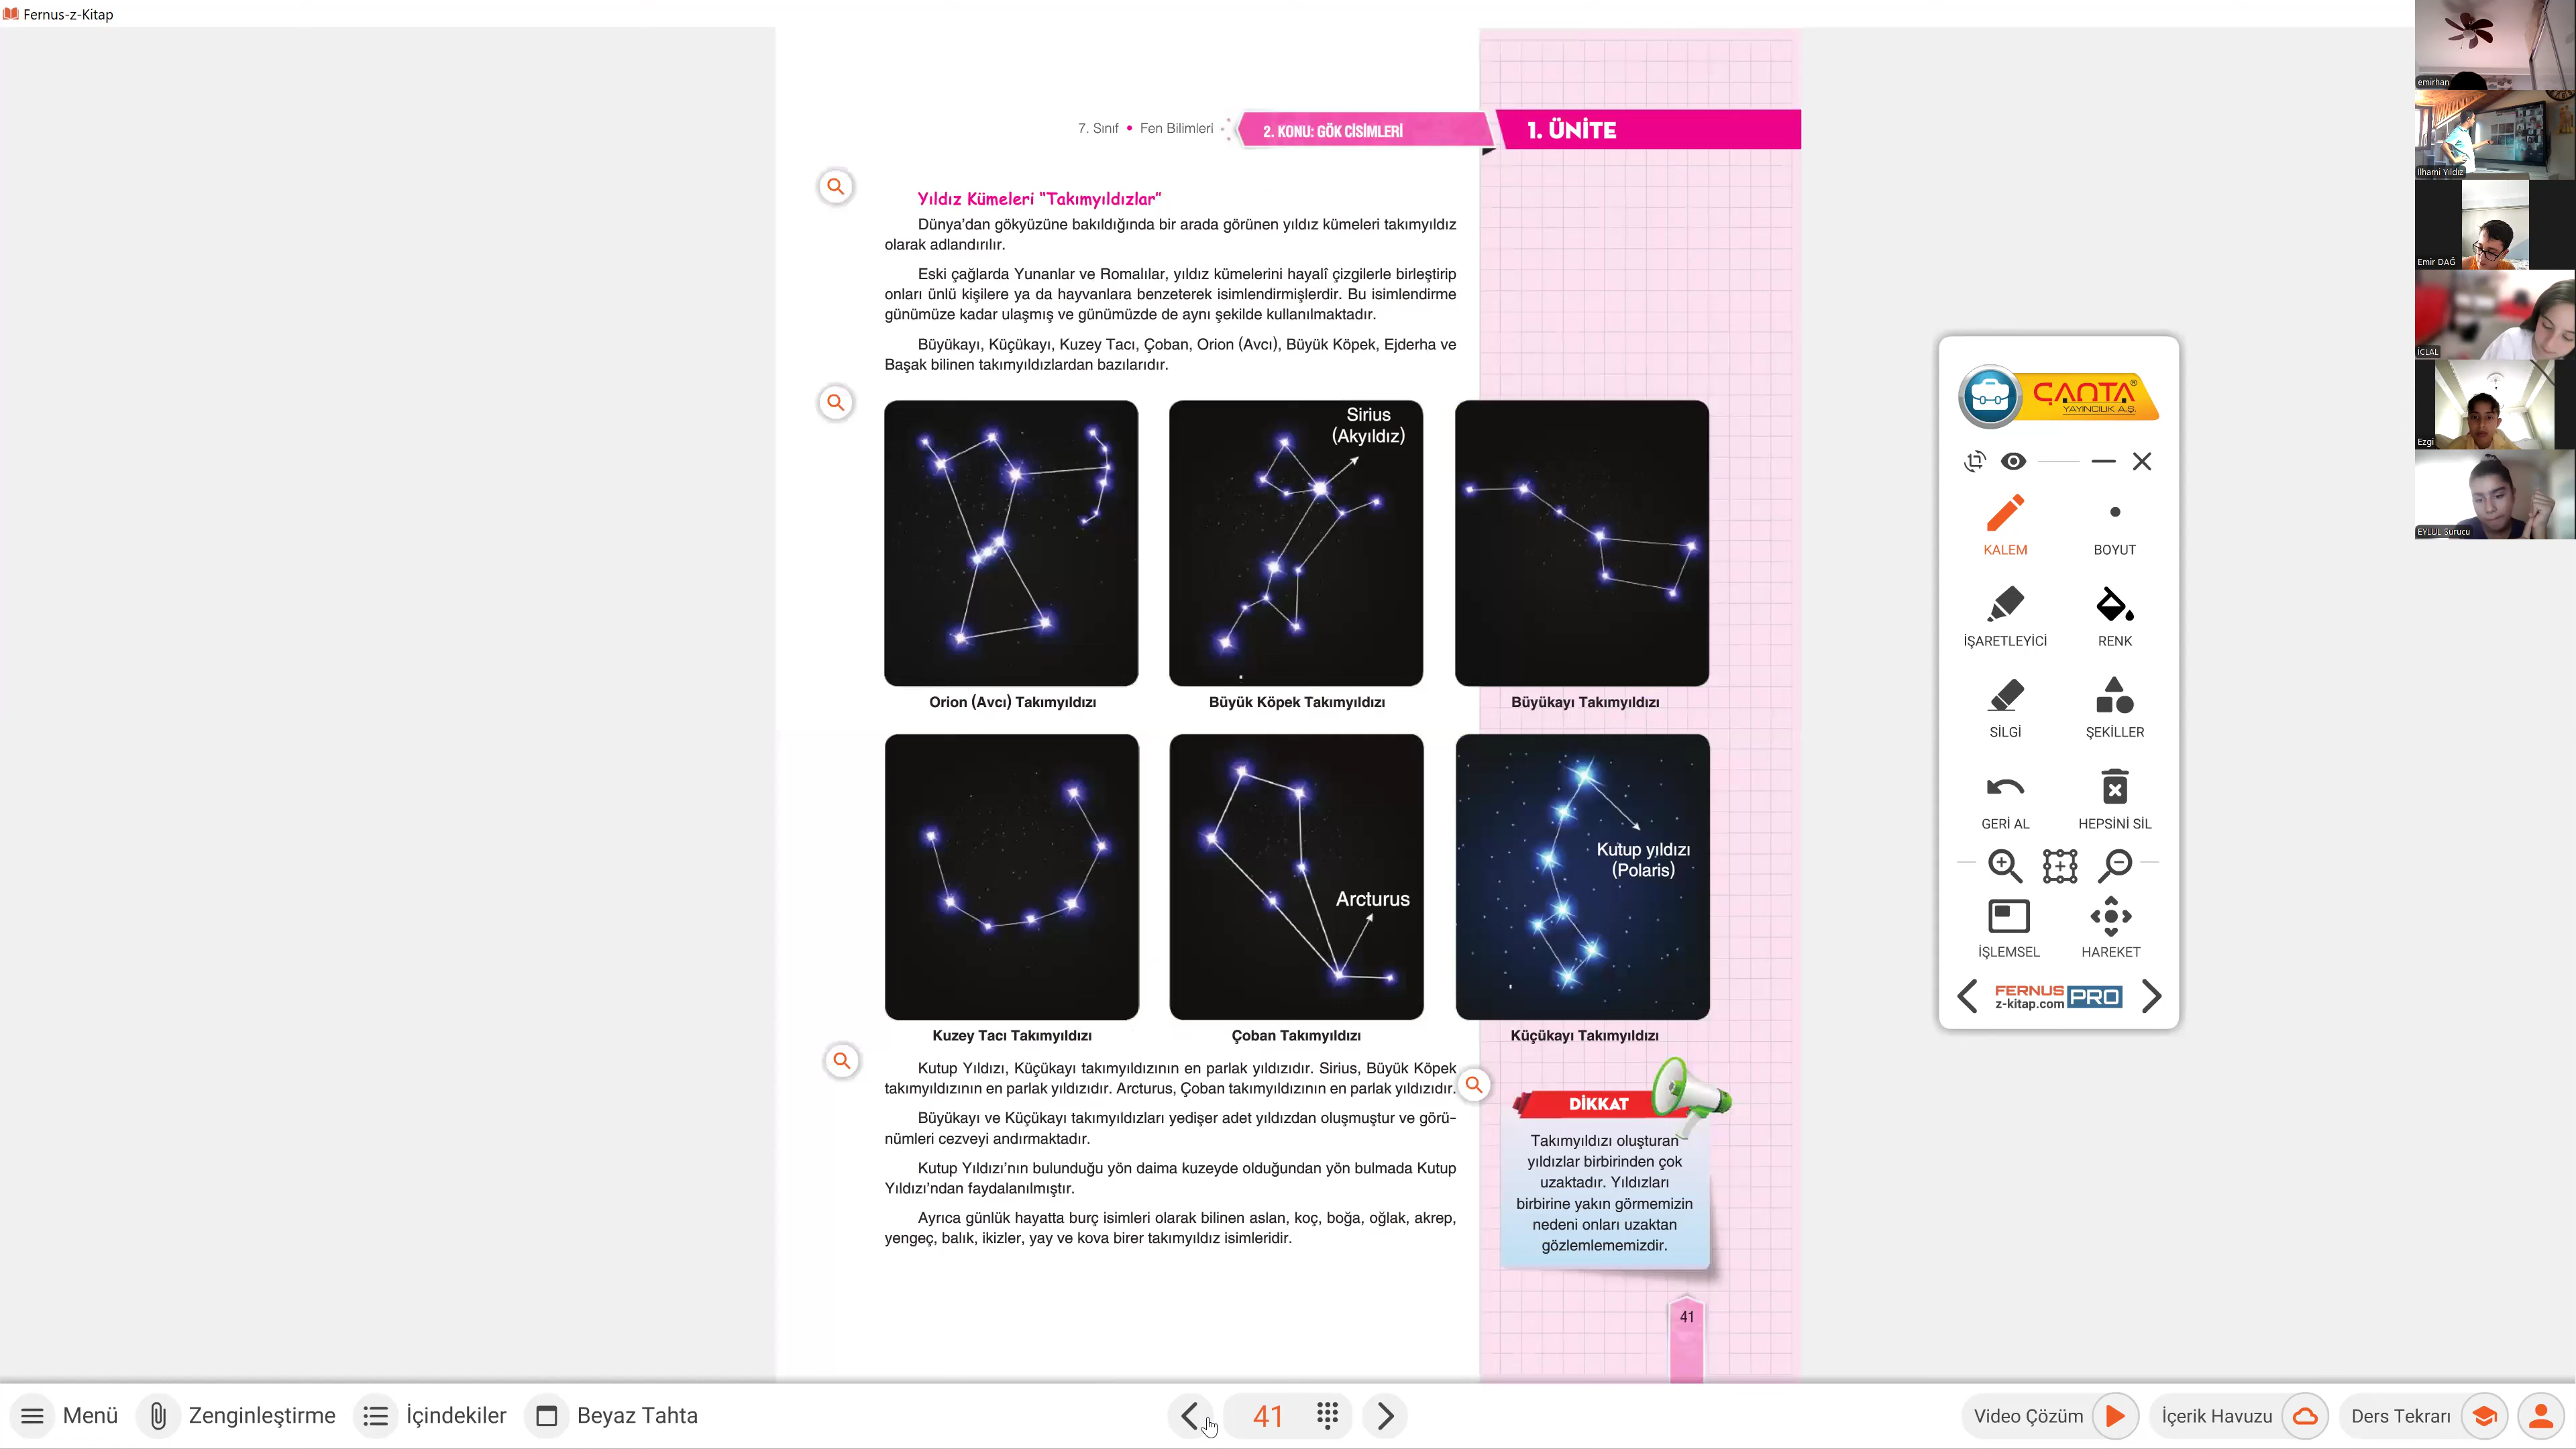 Fernus-z-Kitap
7. Sınıf • Fen Bilimleri
2. KONU: GÖK CİSİMLERİ
1. ÜNİTE
Yıldız Kümeleri “Takımyıldızlar”
Dünya’dan gökyüzüne bakıldığında bir arada görünen yıldız kümeleri takımyıldız
olarak adlandırılır.
Eski çağlarda Yunanlar ve Romalılar, yıldız kümelerini hayalî çizgilerle birleştirip
onları ünlü kişilere ya da hayvanlara benzeterek isimlendirmişlerdir. Bu isimlendirme
günümüze kadar ulaşmış ve günümüzde de aynı şekilde kullanılmaktadır.
Büyükayı, Küçükayı, Kuzey Tacı, Çoban, Orion (Avcı), Büyük Köpek, Ejderha ve
Başak bilinen takımyıldızlardan bazılarıdır.
Sirius
(Akyıldız)
Orion (Avcı) Takımyıldızı
Büyük Köpek Takımyıldızı
Büyükayı Takımyıldızı
Arcturus
Kutup yıldızı
(Polaris)
Kuzey Tacı Takımyıldızı
Çoban Takımyıldızı
Küçükayı Takımyıldızı
Kutup Yıldızı, Küçükayı takımyıldızının en parlak yıldızıdır. Sirius, Büyük Köpek
takımyıldızının en parlak yıldızıdır. Arcturus, Çoban takımyıldızının en parlak yıldızıdır.
Büyükayı ve Küçükayı takımyıldızları yedişer adet yıldızdan oluşmuştur ve görü-
nümleri cezveyi andırmaktadır.
Kutup Yıldızı’nın bulunduğu yön daima kuzeyde olduğundan yön bulmada Kutup
Yıldızı’ndan faydalanılmıştır.
Ayrıca günlük hayatta burç isimleri olarak bilinen aslan, koç, boğa, oğlak, akrep,
yengeç, balık, ikizler, yay ve kova birer takımyıldız isimleridir.
DİKKAT
Takımyıldızı oluşturan
yıldızlar birbirinden çok
uzaktadır. Yıldızları
birbirine yakın görmemizin
nedeni onları uzaktan
gözlemlememizdir.
41
ÇANTA®
YAYINCILIK A.Ş.
KALEM
BOYUT
İŞARETLEYİCİ
RENK
SİLGİ
ŞEKİLLER
GERİ AL
HEPSİNİ SİL
İŞLEMSEL
HAREKET
FERNUS
z-kitap.com
PRO
emirhan
İlhami Yıldız
Emir DAĞ
İCLAL
Ezgi
EYLÜL Sürücü
Menü
Zenginleştirme
İçindekiler
Beyaz Tahta
41
Video Çözüm
İçerik Havuzu
Ders Tekrarı